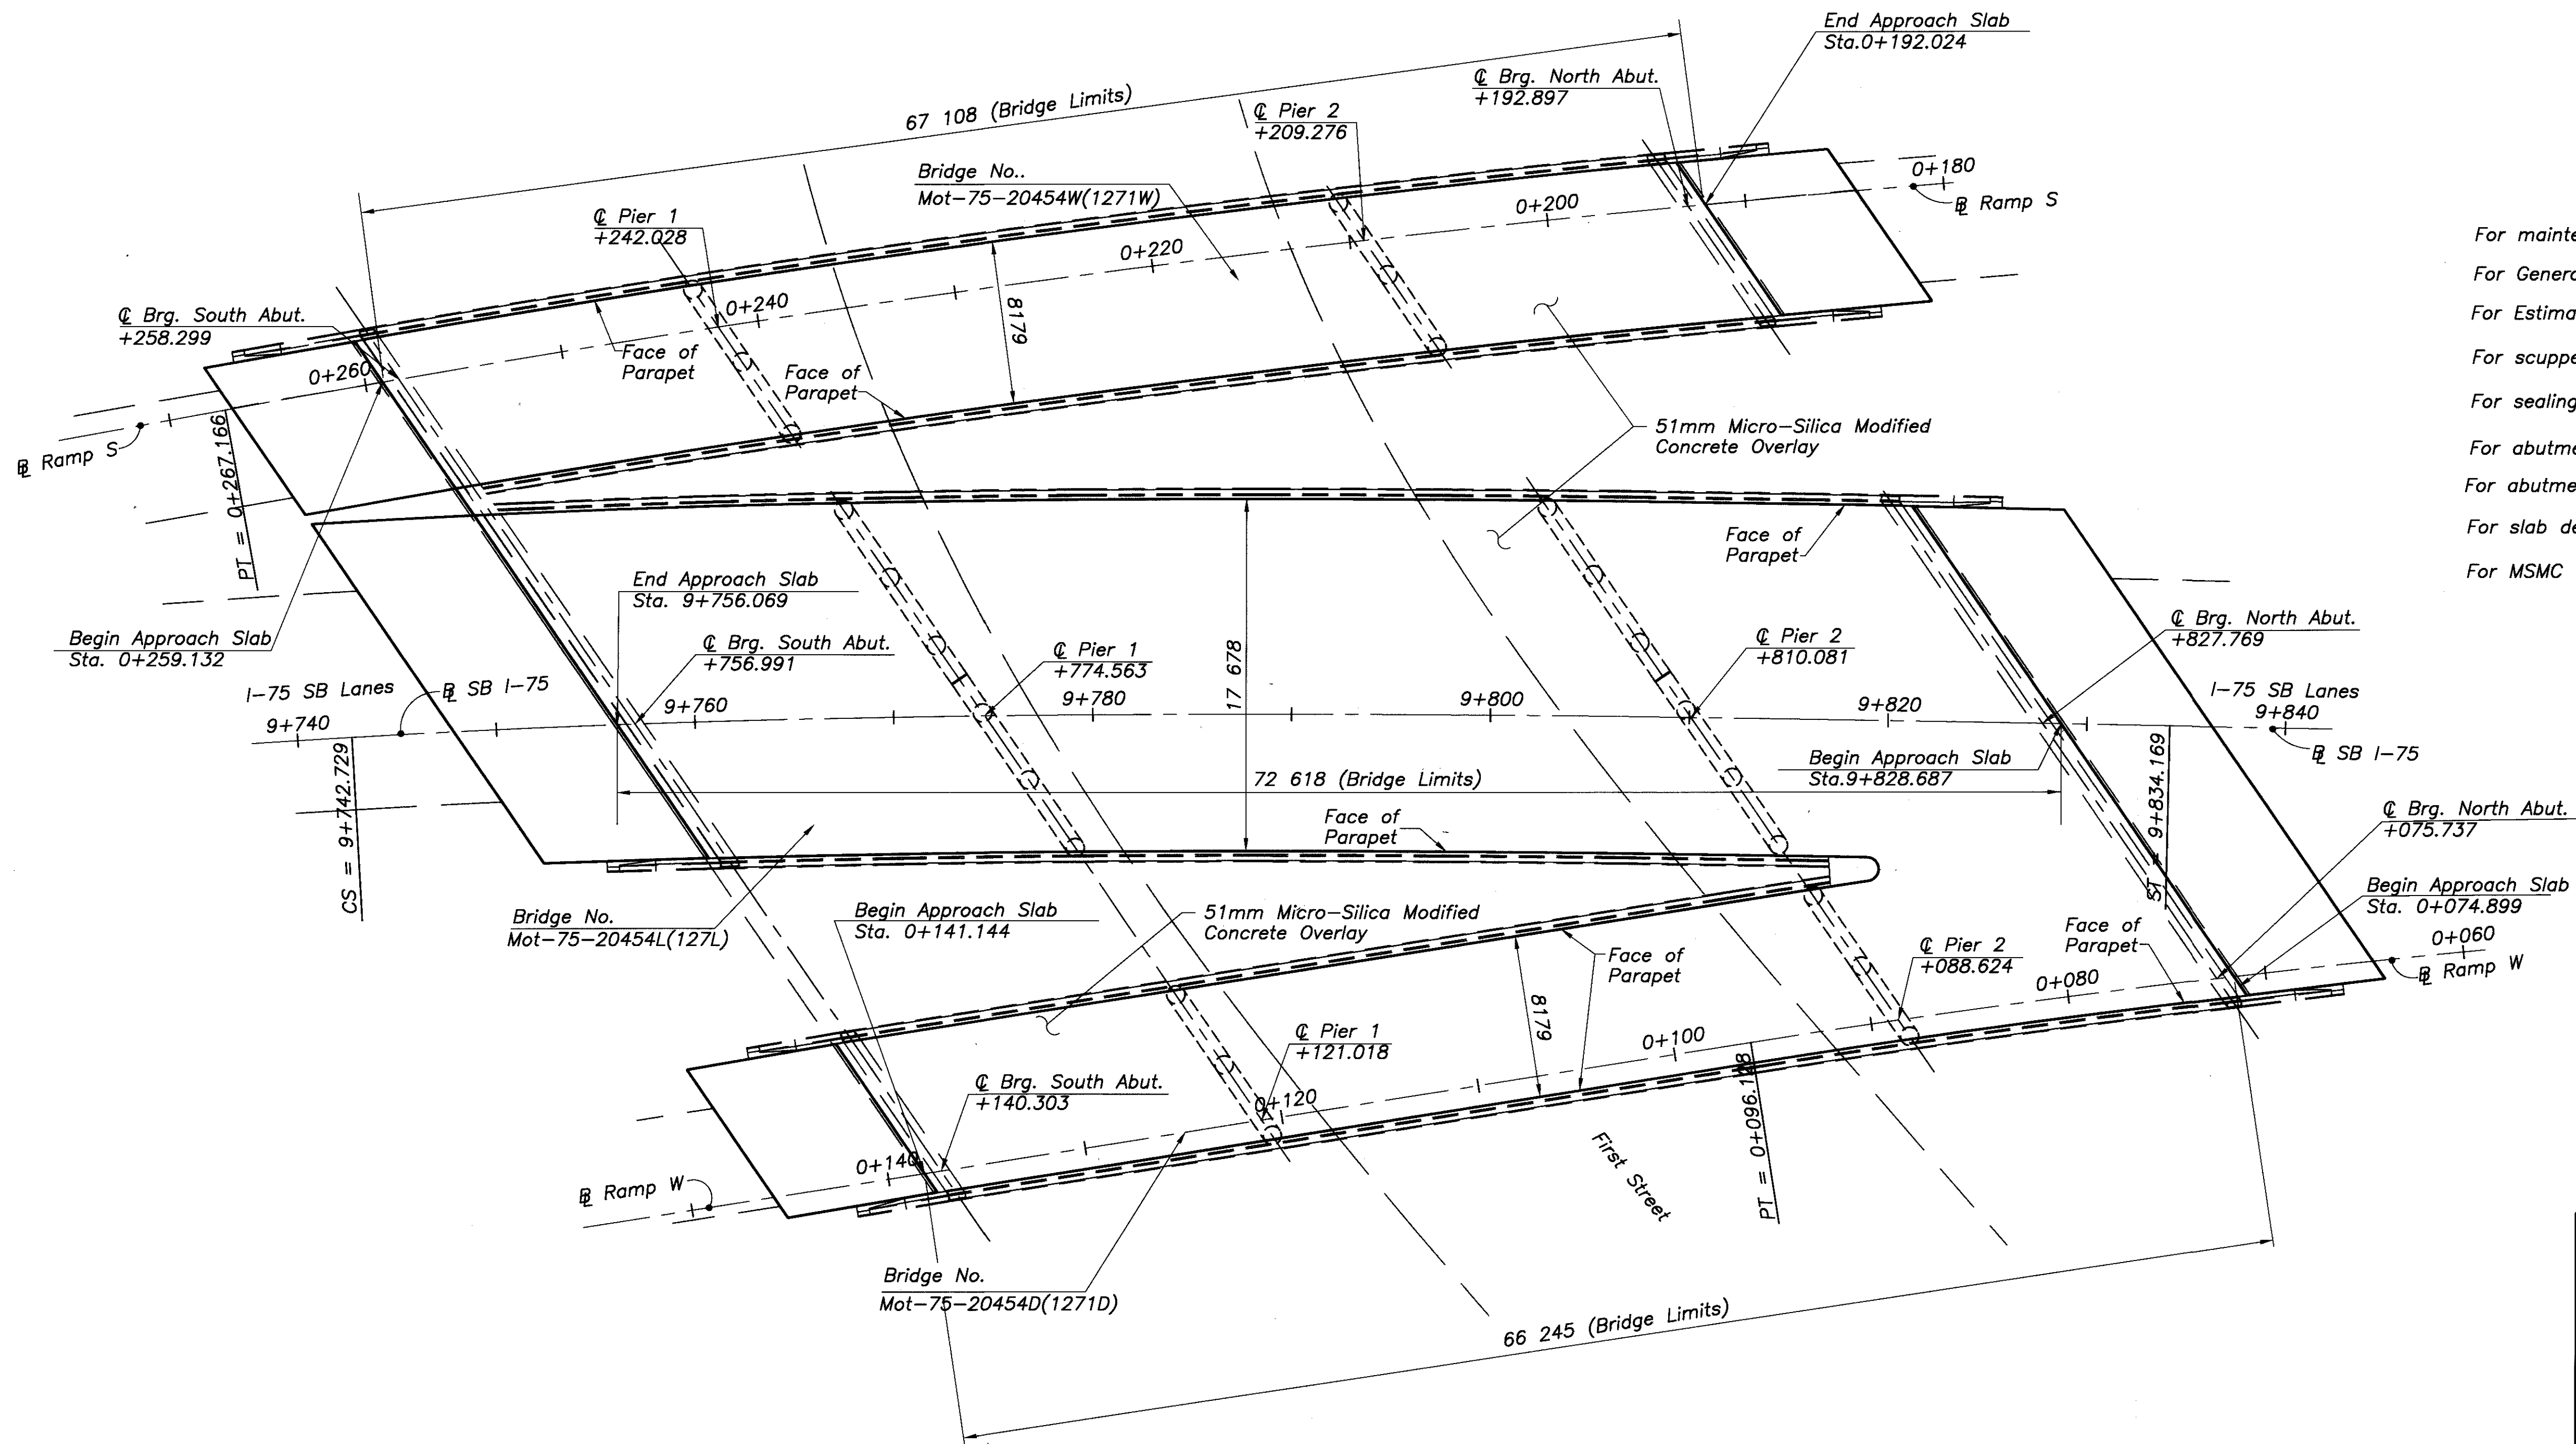 End Approach Slab
Sta.0+192.024
℄ Brg. North Abut.
+192.897
67 108 (Bridge Limits)
℄ Pier 2
+209.276
Bridge No..
Mot-75-20454W(1271W)
0+180
℄ Pier 1
+242.028
0+200
Ramp S
0+220
0+240
8179
℄ Brg. South Abut.
+258.299
Face of
Parapet
0+260
Face of
Parapet
Ramp S
PT = 0+267.166
51mm Micro-Silica Modified
Concrete Overlay
For
For
For
For
For sealing
For
For
For slab
For MSMC
Face of
Parapet
End Approach Slab
Sta. 9+756.069
Begin Approach Slab
Sta. 0+259.132
℄ Brg. South Abut.
+756.991
℄ Pier 1
+774.563
17 678
℄ Pier 2
+810.081
℄ Brg. North Abut.
+827.769
I-75 SB Lanes
SB I-75
9+740
9+760
9+780
9+800
9+820
I-75 SB Lanes
9+840
SB I-75
CS = 9+742.729
72 618 (Bridge Limits)
Begin Approach Slab
Sta.9+828.687
ST = 9+834.169
Face of
Parapet
℄ Brg. North Abut.
+075.737
Begin Approach Slab
Sta. 0+074.899
Bridge No.
Mot-75-20454L(127L)
Begin Approach Slab
Sta. 0+141.144
51mm Micro-Silica Modified
Concrete Overlay
Face of
Parapet
℄ Pier 2
+088.624
Face of
Parapet
0+060
Ramp W
0+080
8179
℄ Pier 1
+121.018
0+100
℄ Brg. South Abut.
+140.303
0+120
PT = 0+096.128
First Street
0+140
Ramp W
Bridge No.
Mot-75-20454D(1271D)
66 245 (Bridge Limits)